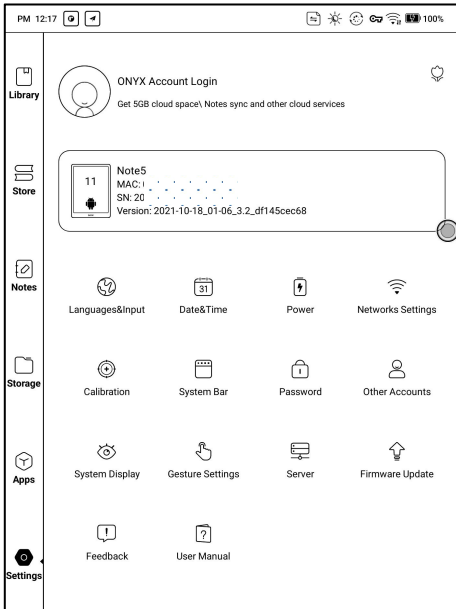 PM 12:17
100%
ONYX Account Login
Get 5GB cloud space\ Notes sync and other cloud services
Library
Store
Notes
Storage
Apps
Settings
11
Note5
MAC:
SN: 20
Version: 2021-10-18_01-06_3.2_df145cec68
Languages&Input
31
Date&Time
Power
Networks Settings
Calibration
System Bar
Password
Other Accounts
System Display
Gesture Settings
Server
Firmware Update
Feedback
User Manual